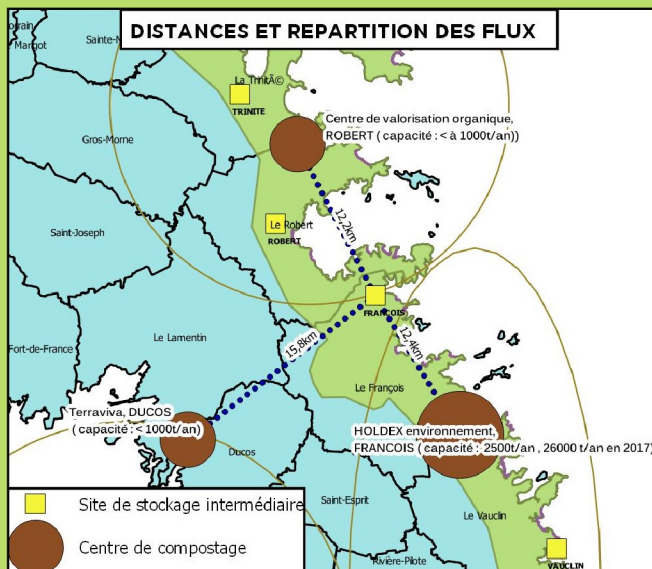 DISTANCES ET REPARTITION DES FLUX
Margot
La TrinitÃ©
TRINITE
Centre de valorisation organique,
ROBERT ( capacité : < à 1000t/an))
Gros-Morne
12,2km
Le Robert
ROBERT
Saint-Joseph
FRANCOIS
Le Lamentin
15,8km
12,4km
Fort-de-France
Le François
Terraviva, DUCOS
( capacité : < 1000t/an)
HOLDEX environnement,
FRANCOIS ( capacité : 2500t/an , 26000 t/an en 2017)
Ducos
Site de stockage intermédiaire
Saint-Esprit
Le Vauclin
Centre de compostage
Rivière-Pilote
VAUCLIN